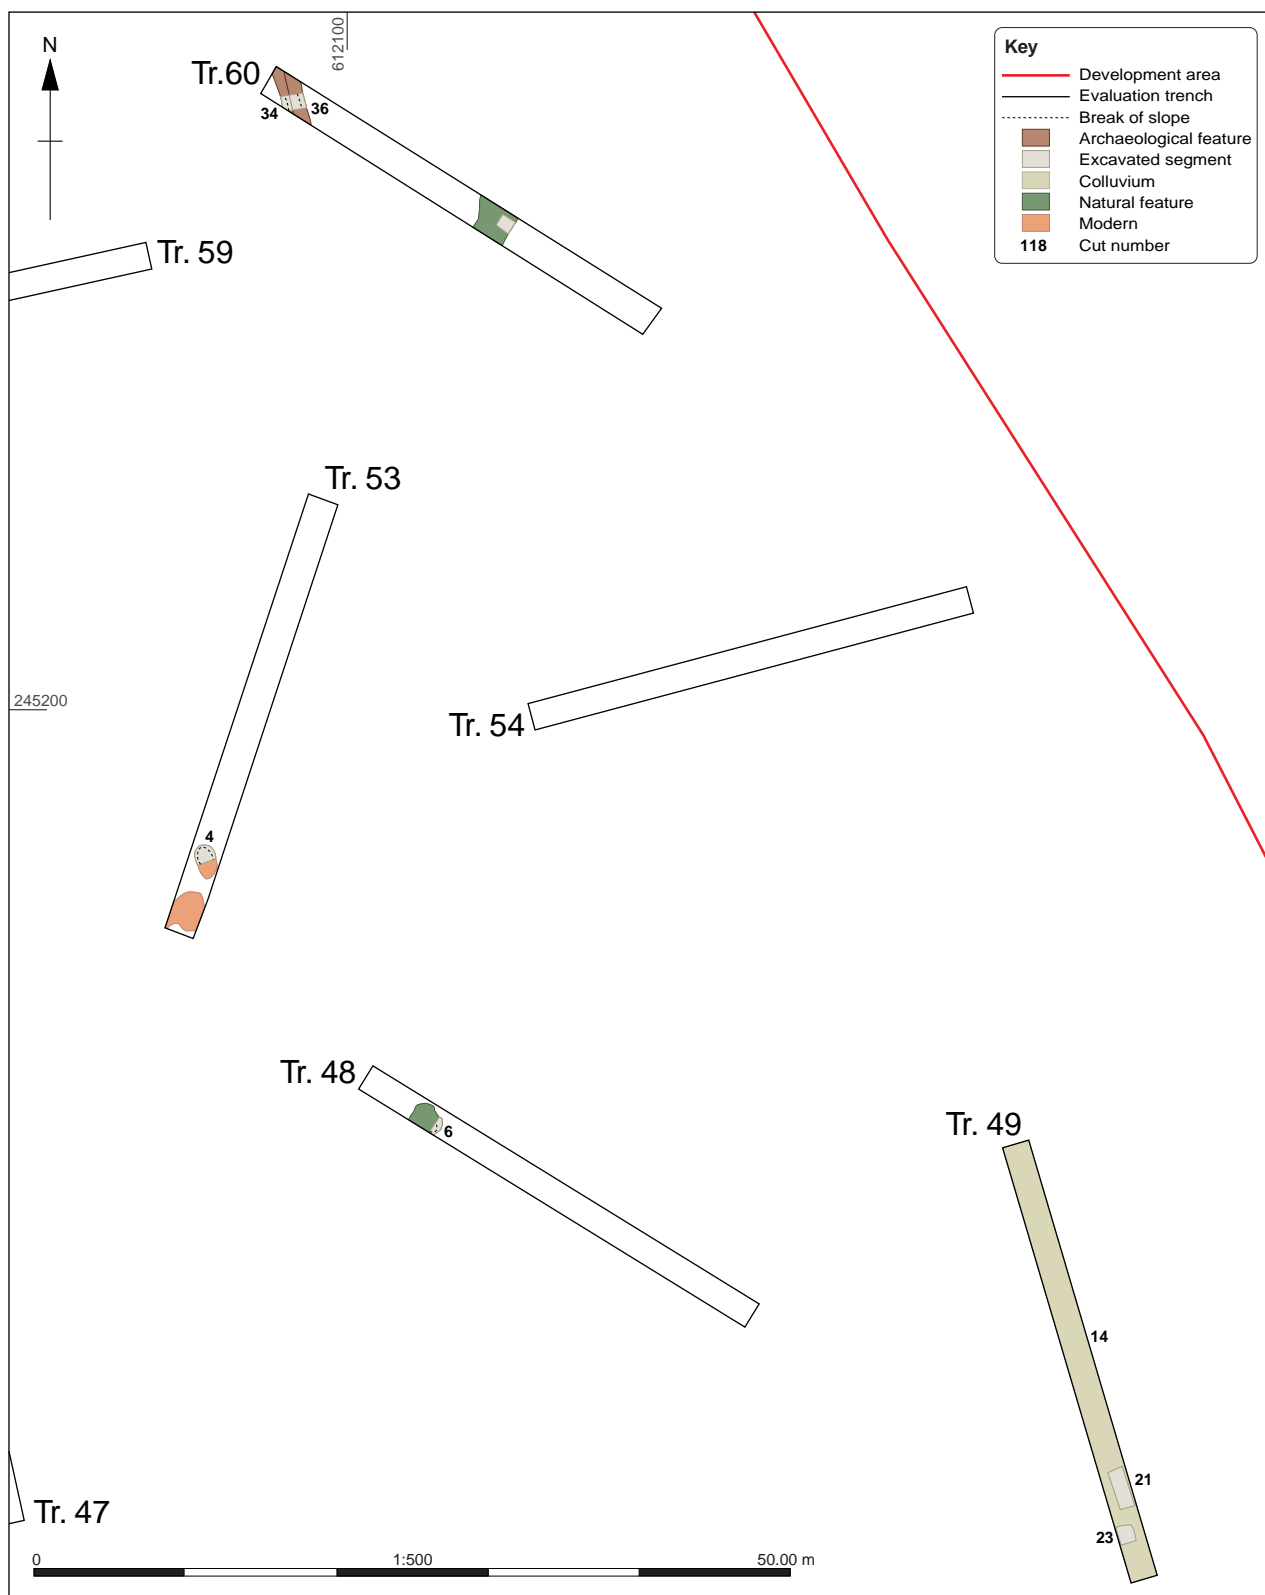 N
612100
Tr.60
34
36
Key
Development area
Evaluation trench
Break of slope
Archaeological feature
Excavated segment
Colluvium
Natural feature
Modern
118 Cut number
Tr. 59
Tr. 53
245200
Tr. 54
4
Tr. 48
6
Tr. 49
14
21
23
Tr. 47
0 1:500 50.00 m